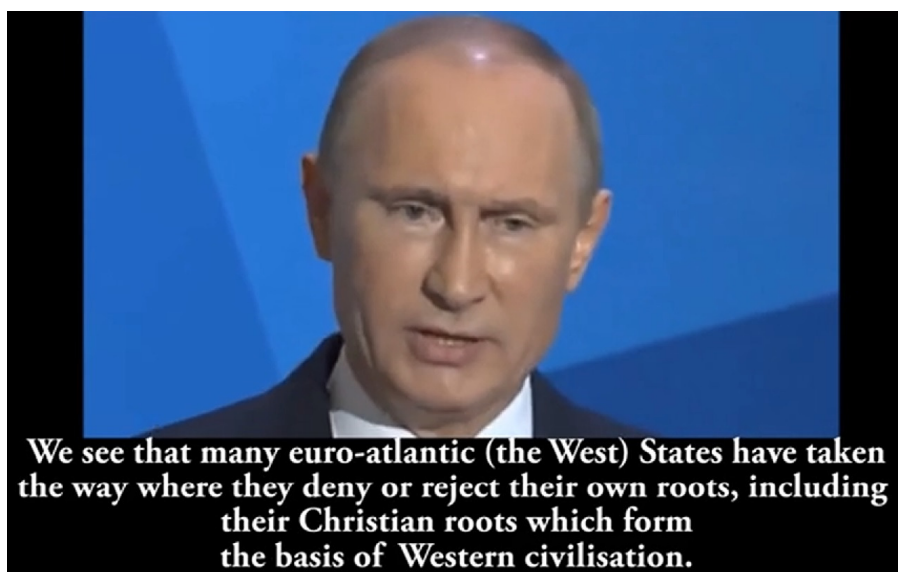 We see that many euro-atlantic (the West) States have taken
the way where they deny or reject their own roots, including
their Christian roots which form
the basis of Western civilisation.